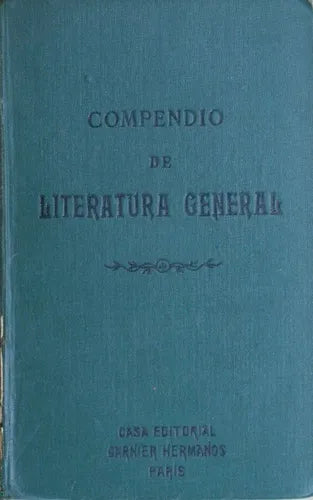 COMPENDIO
DE
LITERATURA GENERAL
CASA EDITORIAL
GARNIER HERMANOS
PARIS